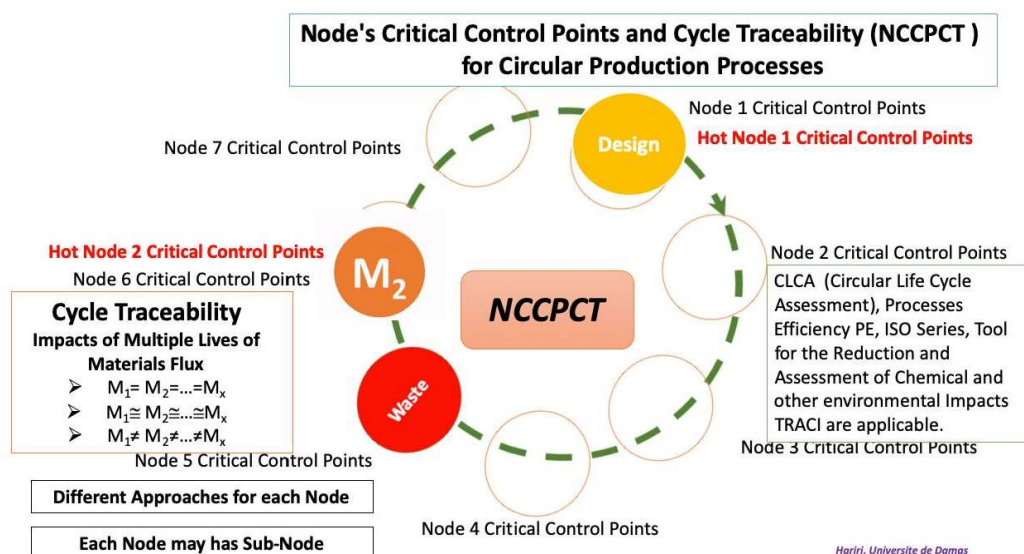 Node's Critical Control Points and Cycle Traceability (NCCPCT )
for Circular Production Processes
Node 1 Critical Control Points
Hot Node 1 Critical Control Points
Design
Node 7 Critical Control Points
Hot Node 2 Critical Control Points
Node 6 Critical Control Points
M₂
NCCPCT
Node 2 Critical Control Points
CLCA (Circular Life Cycle
Assessment), Processes
Efficiency PE, ISO Series, Tool
for the Reduction and
Assessment of Chemical and
other environmental Impacts
TRACI are applicable.
Node 3 Critical Control Points
Cycle Traceability
Impacts of Multiple Lives of
Materials Flux
➤ M₁= M₂=...=Mₓ
➤ M₁≅ M₂≅...≅Mₓ
➤ M₁≠ M₂≠...≠Mₓ
Waste
Node 5 Critical Control Points
Different Approaches for each Node
Each Node may has Sub-Node
Node 4 Critical Control Points
Hariri, Universite de Damas